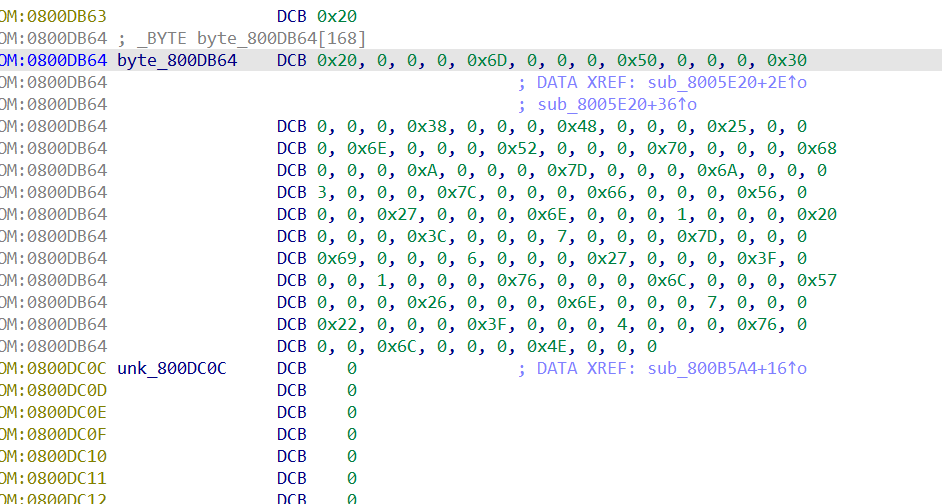 OM:0800DB63 DCB 0x20
OM:0800DB64 ; _BYTE byte_800DB64[168]
OM:0800DB64 byte_800DB64 DCB 0x20, 0, 0, 0, 0x6D, 0, 0, 0, 0x50, 0, 0, 0, 0x30
OM:0800DB64 ; DATA XREF: sub_8005E20+2E↑o
OM:0800DB64 ; sub_8005E20+36↑o
OM:0800DB64 DCB 0, 0, 0, 0x38, 0, 0, 0, 0x48, 0, 0, 0, 0x25, 0, 0
OM:0800DB64 DCB 0, 0x6E, 0, 0, 0, 0x52, 0, 0, 0, 0x70, 0, 0, 0, 0x68
OM:0800DB64 DCB 0, 0, 0, 0xA, 0, 0, 0, 0x7D, 0, 0, 0, 0x6A, 0, 0, 0
OM:0800DB64 DCB 3, 0, 0, 0, 0x7C, 0, 0, 0, 0x66, 0, 0, 0, 0x56, 0
OM:0800DB64 DCB 0, 0, 0x27, 0, 0, 0, 0x6E, 0, 0, 0, 1, 0, 0, 0, 0x20
OM:0800DB64 DCB 0, 0, 0, 0x3C, 0, 0, 0, 7, 0, 0, 0, 0x7D, 0, 0, 0
OM:0800DB64 DCB 0x69, 0, 0, 0, 6, 0, 0, 0, 0x27, 0, 0, 0, 0x3F, 0
OM:0800DB64 DCB 0, 0, 1, 0, 0, 0, 0x76, 0, 0, 0, 0x6C, 0, 0, 0, 0x57
OM:0800DB64 DCB 0, 0, 0, 0x26, 0, 0, 0, 0x6E, 0, 0, 0, 7, 0, 0, 0
OM:0800DB64 DCB 0x22, 0, 0, 0, 0x3F, 0, 0, 0, 4, 0, 0, 0, 0x76, 0
OM:0800DB64 DCB 0, 0, 0x6C, 0, 0, 0, 0x4E, 0, 0, 0
OM:0800DC0C unk_800DC0C DCB 0 ; DATA XREF: sub_800B5A4+16↑o
OM:0800DC0D DCB 0
OM:0800DC0E DCB 0
OM:0800DC0F DCB 0
OM:0800DC10 DCB 0
OM:0800DC11 DCB 0
OM:0800DC12 DCB 0